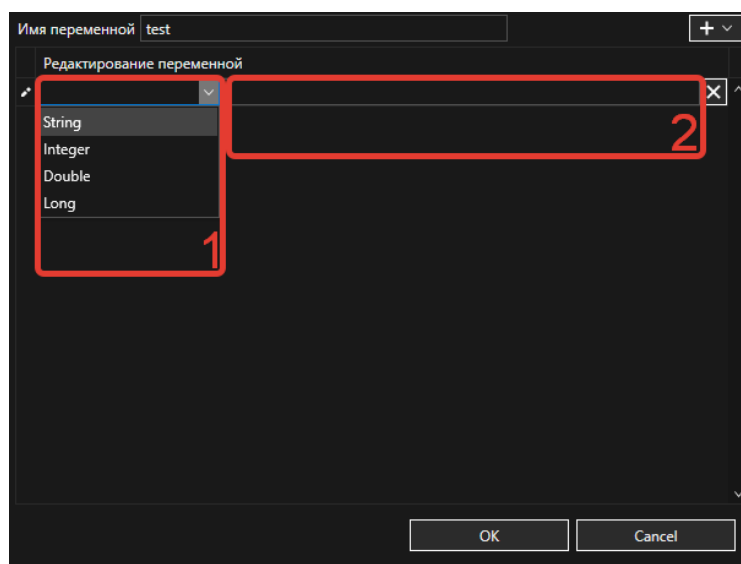 Имя переменной test
Редактирование переменной
String
Integer
Double
Long
1
2
OK Cancel